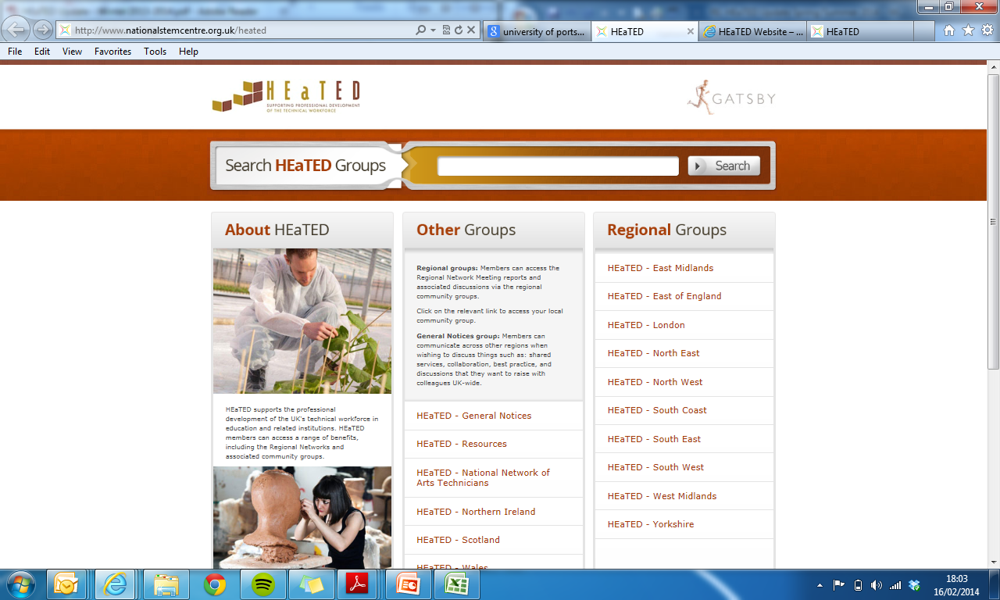 http://www.nationalstemcentre.org.uk/heated
university of ports...
HEaTED
HEaTED Website – ...
HEaTED
File Edit View Favorites Tools Help
HEaTED
SUPPORTING PROFESSIONAL DEVELOPMENT
OF THE TECHNICAL WORKFORCE
GATSBY
Search HEaTED Groups
Search
About HEaTED
HEaTED supports the professional
development of the UK's technical workforce in
education and related institutions. HEaTED
members can access a range of benefits,
including the Regional Networks and
associated community groups.
Other Groups
Regional groups: Members can access the
Regional Network Meeting reports and
associated discussions via the regional
community groups.
Click on the relevant link to access your local
community group.
General Notices group: Members can
communicate across other regions when
wishing to discuss things such as: shared
services, collaboration, best practice, and
discussions that they want to raise with
colleagues UK-wide.
HEaTED - General Notices
HEaTED - Resources
HEaTED - National Network of
Arts Technicians
HEaTED - Northern Ireland
HEaTED - Scotland
HEaTED - Wales
Regional Groups
HEaTED - East Midlands
HEaTED - East of England
HEaTED - London
HEaTED - North East
HEaTED - North West
HEaTED - South Coast
HEaTED - South East
HEaTED - South West
HEaTED - West Midlands
HEaTED - Yorkshire
18:03
16/02/2014